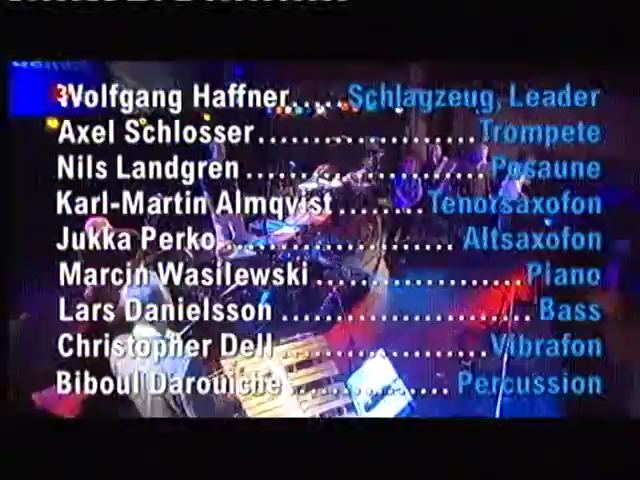 Wolfgang Haffner..... Schlagzeug, Leader
Axel Schlosser.................... Trompete
Nils Landgren...................... Posaune
Karl-Martin Almqvist........ Tenorsaxofon
Jukka Perko..................... Altsaxofon
Marcin Wasilewski................... Piano
Lars Danielsson....................... Bass
Christopher Dell.................. Vibrafon
Biboul Darouiche.............. Percussion